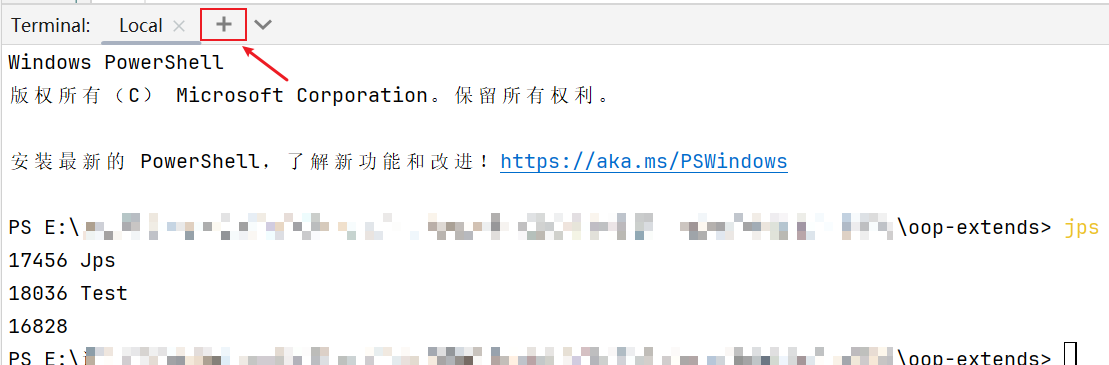 Terminal: Local × + 
Windows PowerShell
版权所有（C） Microsoft Corporation。保留所有权利。
安装最新的 PowerShell，了解新功能和改进！https://aka.ms/PSWindows
PS E:\ \oop-extends> jps
17456 Jps
18036 Test
16828
PS E:\ \oop-extends>